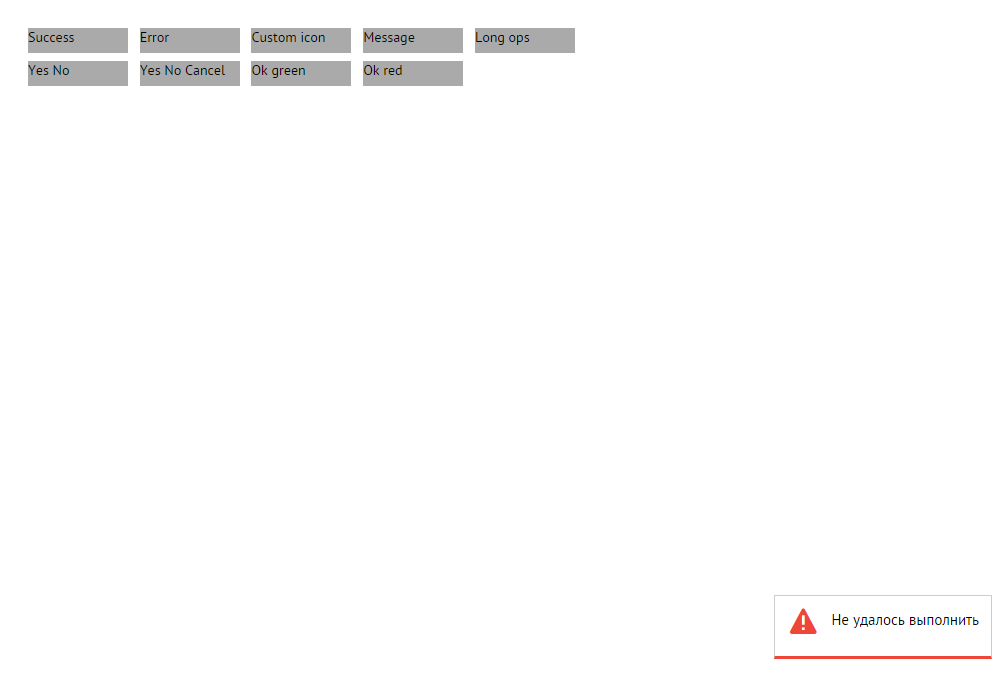 Success Error Custom icon Message Long ops
Yes No Yes No Cancel Ok green Ok red
Не удалось выполнить